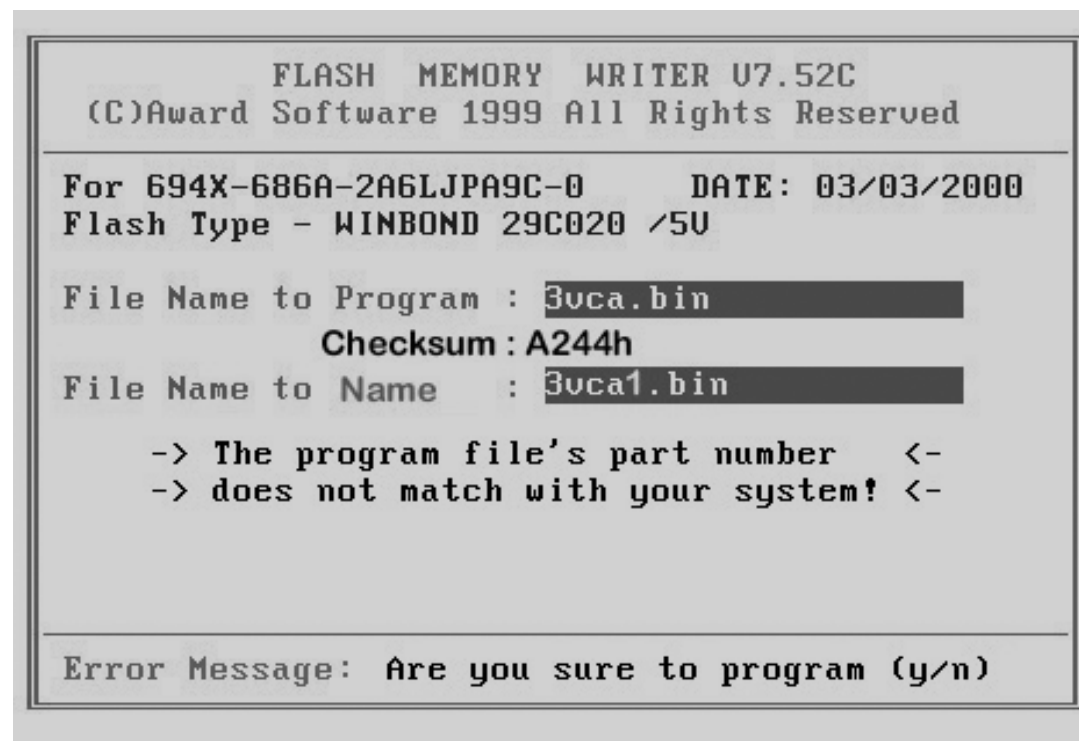 FLASH MEMORY WRITER V7.52C
(C)Award Software 1999 All Rights Reserved
For 694X-686A-2A6LJPA9C-0 DATE: 03/03/2000
Flash Type - WINBOND 29C020 /5V
File Name to Program : 3vca.bin
Checksum : A244h
File Name to Name : 3vca1.bin
-> The program file's part number <-
-> does not match with your system! <-
Error Message: Are you sure to program (y/n)